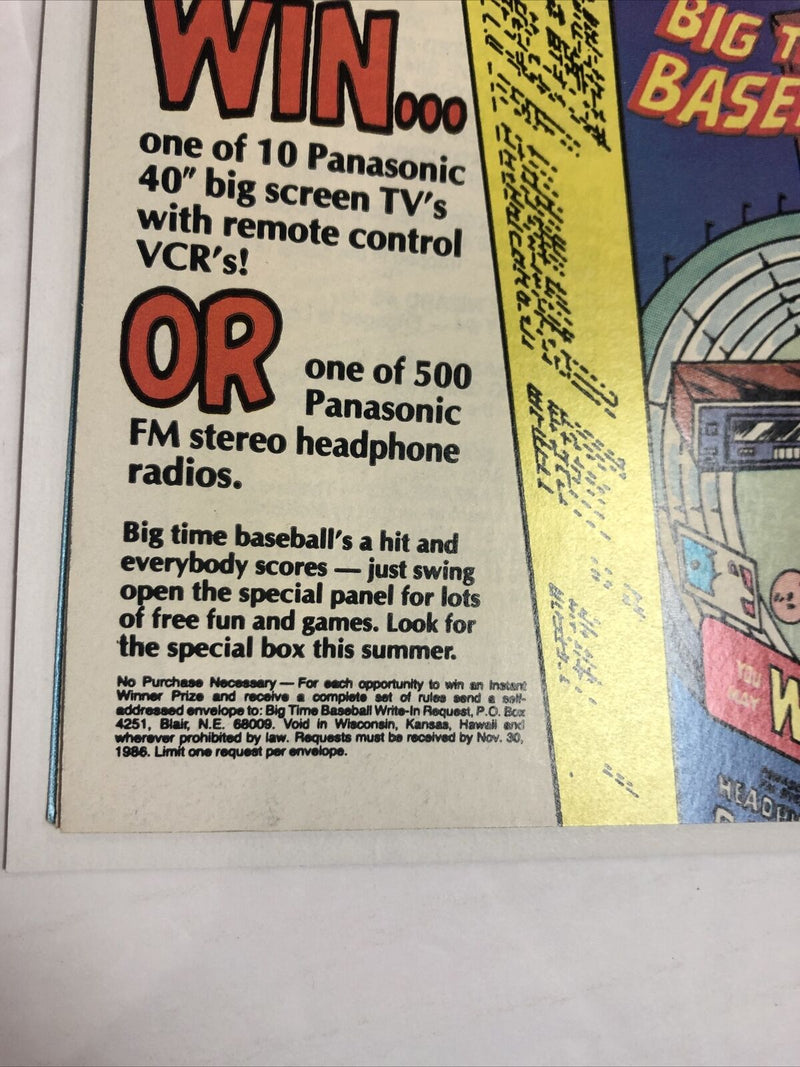 WIN...
one of 10 Panasonic
40" big screen TV's
with remote control
VCR's!
OR
one of 500
Panasonic
FM stereo headphone
radios.
Big time baseball's a hit and
everybody scores — just swing
open the special panel for lots
of free fun and games. Look for
the special box this summer.
No Purchase Necessary — For each opportunity to win an Instant
Winner Prize and receive a complete set of rules send a self-
addressed envelope to: Big Time Baseball Write-In Request, P.O. Box
4251, Blair, N.E. 68009. Void in Wisconsin, Kansas, Hawaii and
wherever prohibited by law. Requests must be received by Nov. 30,
1986. Limit one request per envelope.
BIG T
BASE
YOU
MAY
W
HEADPH